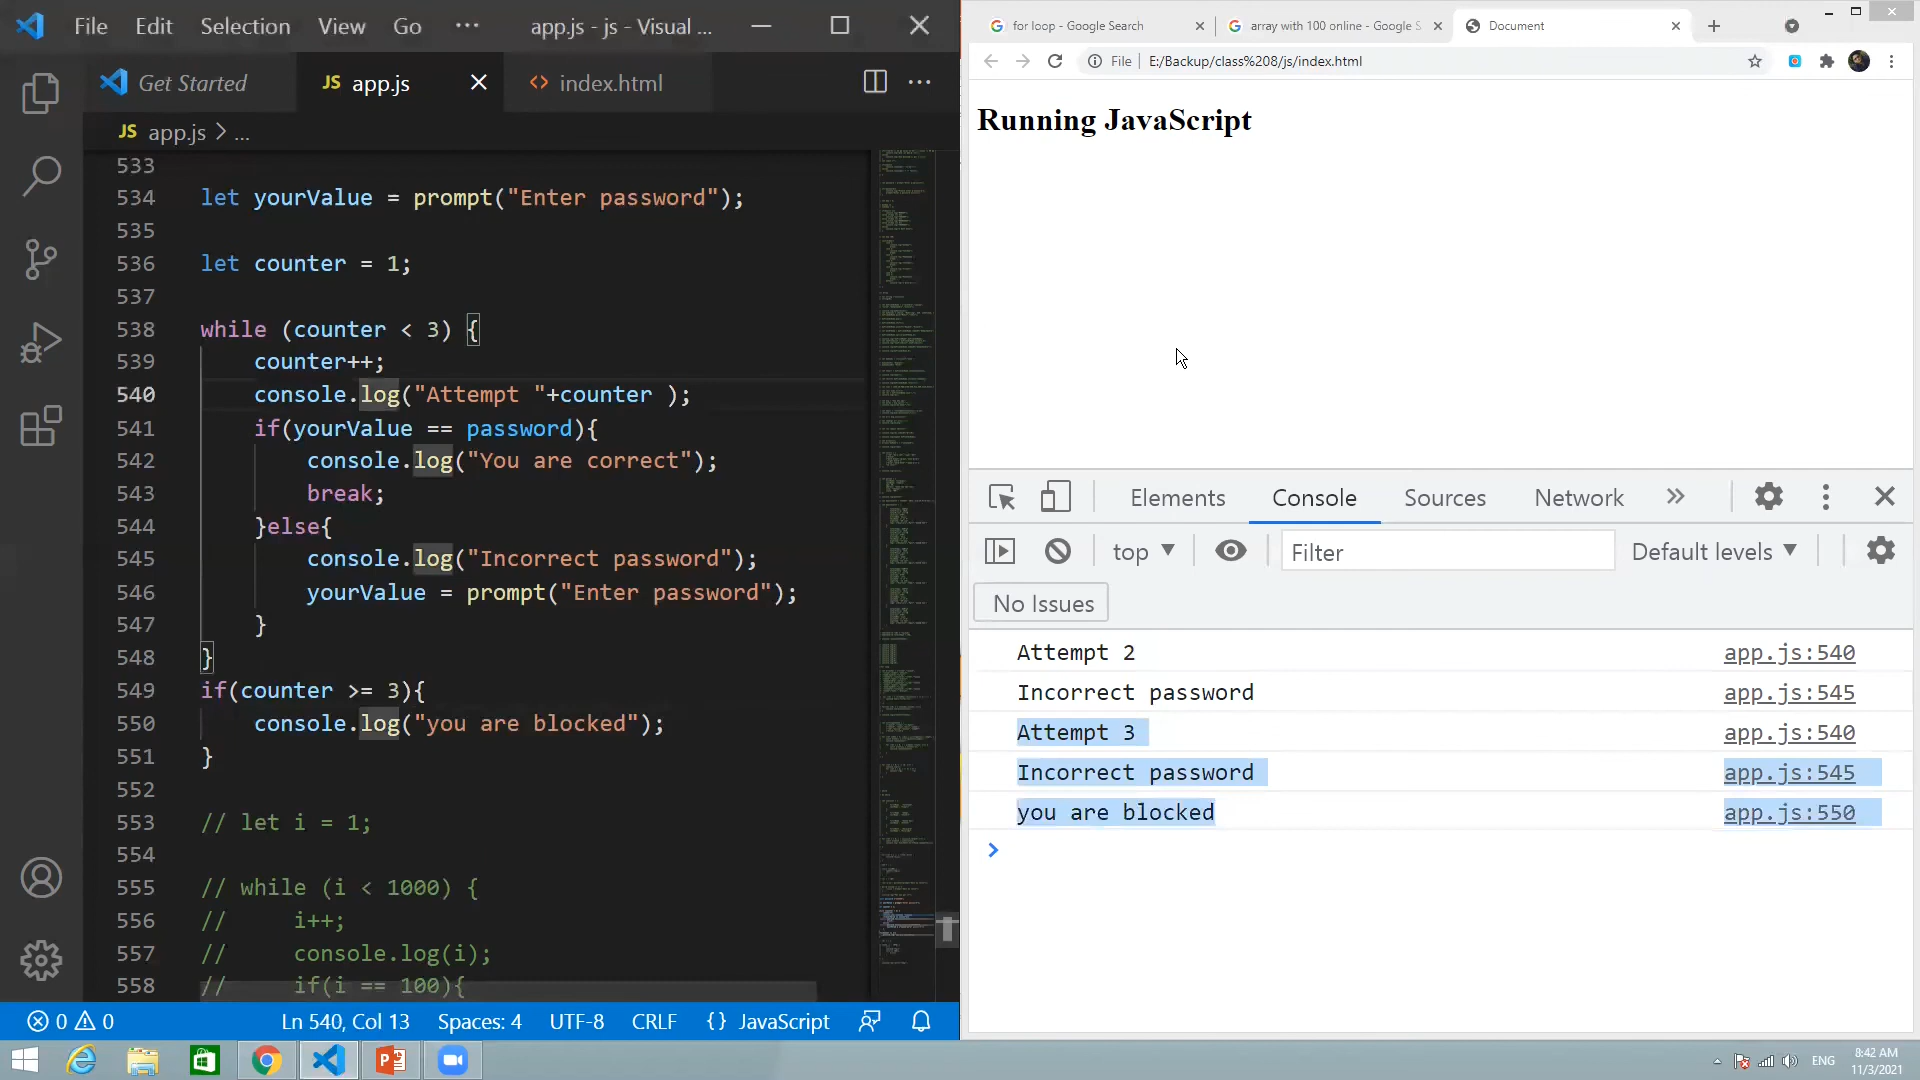 File Edit Selection View Go ··· app.js - js - Visual ...
Get Started
JS app.js
<> index.html
JS app.js > ...
533
534 let yourValue = prompt("Enter password");
535
536 let counter = 1;
537
538 while (counter < 3) {
539 counter++;
540 console.log("Attempt "+counter );
541 if(yourValue == password){
542 console.log("You are correct");
543 break;
544 }else{
545 console.log("Incorrect password");
546 yourValue = prompt("Enter password");
547 }
548 }
549 if(counter >= 3){
550 console.log("you are blocked");
551 }
552
553 // let i = 1;
554
555 // while (i < 1000) {
556 // i++;
557 // console.log(i);
558 // if(i == 100){
0 0 Ln 540, Col 13 Spaces: 4 UTF-8 CRLF {} JavaScript
for loop - Google Search
array with 100 online - Google S
Document
File | E:/Backup/class%208/js/index.html
Running JavaScript
Elements Console Sources Network »
top Filter Default levels
No Issues
Attempt 2 app.js:540
Incorrect password app.js:545
Attempt 3 app.js:540
Incorrect password app.js:545
you are blocked app.js:550
>
ENG
8:42 AM
11/3/2021